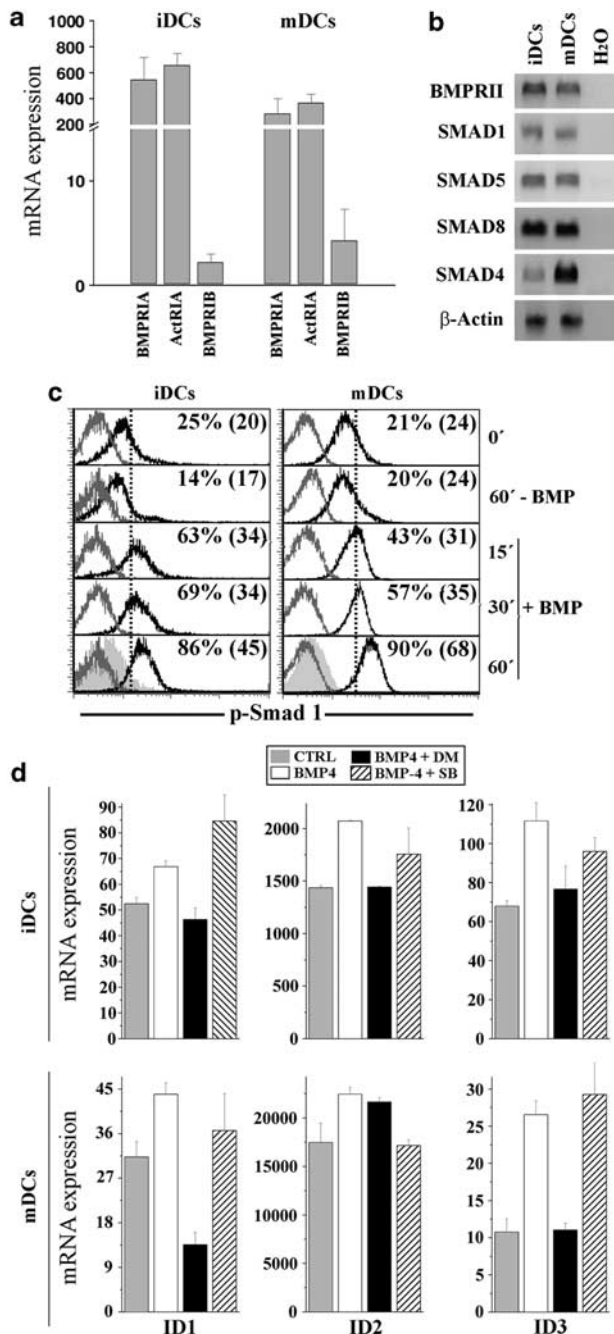 a
iDCs
mDCs
mRNA expression
1000
800
600
400
200
10
0
BMPRIA
ActRIA
BMPRIB
BMPRIA
ActRIA
BMPRIB
b
iDCs
mDCs
H₂O
BMPRII
SMAD1
SMAD5
SMAD8
SMAD4
β-Actin
c
iDCs
mDCs
25% (20)
21% (24)
0´
14% (17)
20% (24)
60´ - BMP
63% (34)
43% (31)
15´
69% (34)
57% (35)
30´
+ BMP
86% (45)
90% (68)
60´
p-Smad 1
d
CTRL
BMP4 + DM
BMP4
BMP-4 + SB
iDCs
mRNA expression
90
80
70
60
50
40
30
20
10
0
2000
1500
1000
500
0
120
100
80
60
40
20
0
mDCs
mRNA expression
45
36
27
18
9
0
20000
15000
10000
5000
0
30
25
20
15
10
5
0
ID1
ID2
ID3